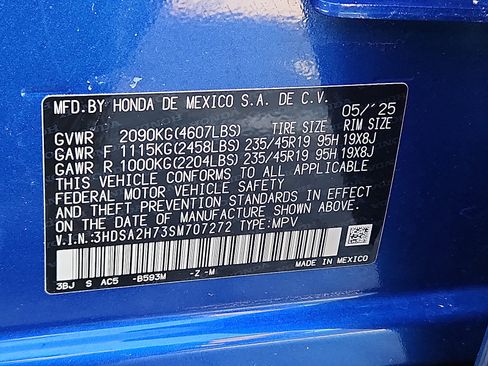 MFD. BY HONDA DE MEXICO S.A. DE C.V.
05/'25
GVWR 2090KG(4607LBS) TIRE SIZE RIM SIZE
GAWR F 1115KG(2458LBS) 235/45R19 95H 19X8J
GAWR R 1000KG(2204LBS) 235/45R19 95H 19X8J
THIS VEHICLE CONFORMS TO ALL APPLICABLE
FEDERAL MOTOR VEHICLE SAFETY
AND THEFT PREVENTION STANDARDS IN EFFECT
ON THE DATE OF MANUFACTURE SHOWN ABOVE.
V.I.N.:3HDSA2H73SM707272 TYPE:MPV
3BJ S AC5 -B593M -Z -M
MADE IN MEXICO